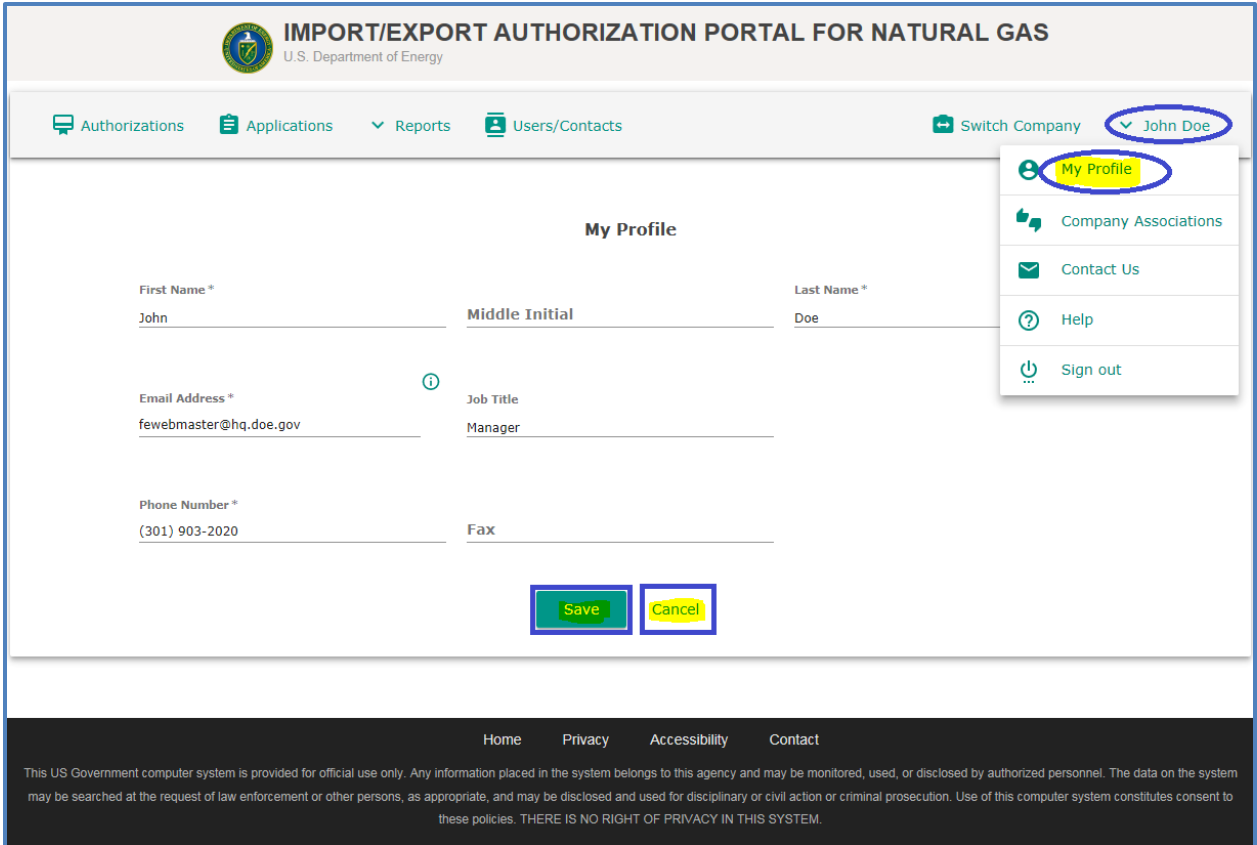 IMPORT/EXPORT AUTHORIZATION PORTAL FOR NATURAL GAS
U.S. Department of Energy
Authorizations Applications Reports Users/Contacts Switch Company John Doe
My Profile
Company Associations
Contact Us
Help
Sign out
My Profile
First Name *
John
Middle Initial
Last Name *
Doe
Email Address *
fewebmaster@hq.doe.gov
Job Title
Manager
Phone Number *
(301) 903-2020
Fax
Save Cancel
Home Privacy Accessibility Contact
This US Government computer system is provided for official use only. Any information placed in the system belongs to this agency and may be monitored, used, or disclosed by authorized personnel. The data on the system
may be searched at the request of law enforcement or other persons, as appropriate, and may be disclosed and used for disciplinary or civil action or criminal prosecution. Use of this computer system constitutes consent to
these policies. THERE IS NO RIGHT OF PRIVACY IN THIS SYSTEM.